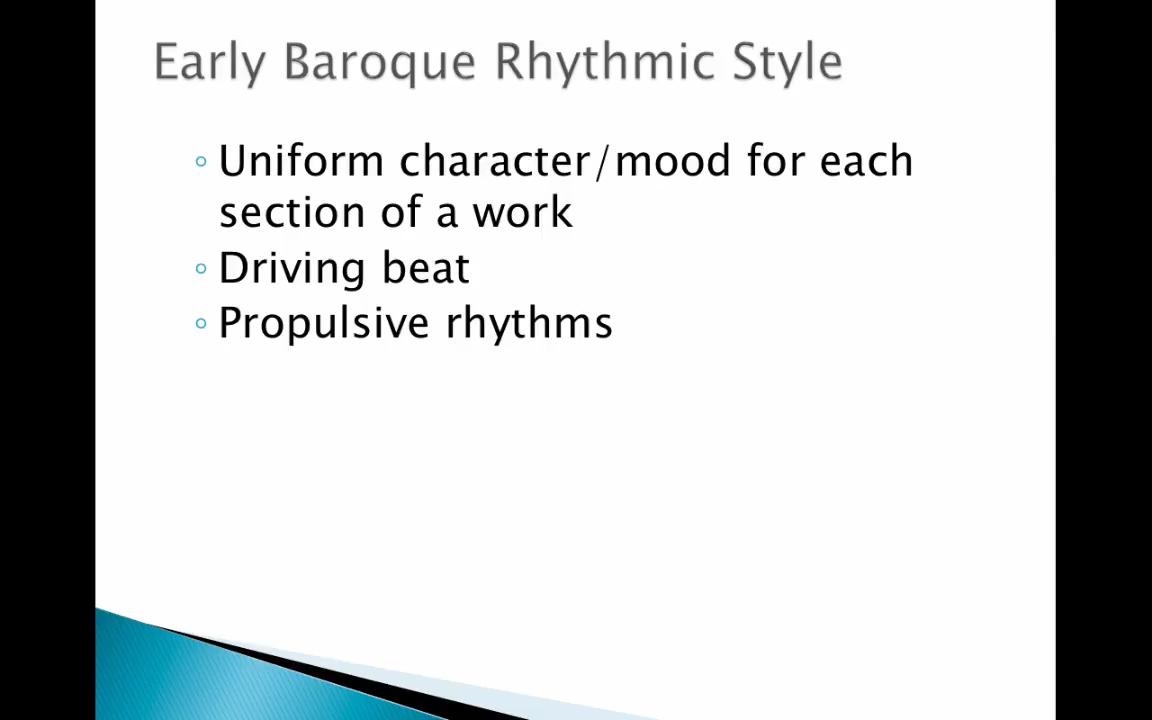 Early Baroque Rhythmic Style
◦ Uniform character/mood for each
section of a work
◦ Driving beat
◦ Propulsive rhythms